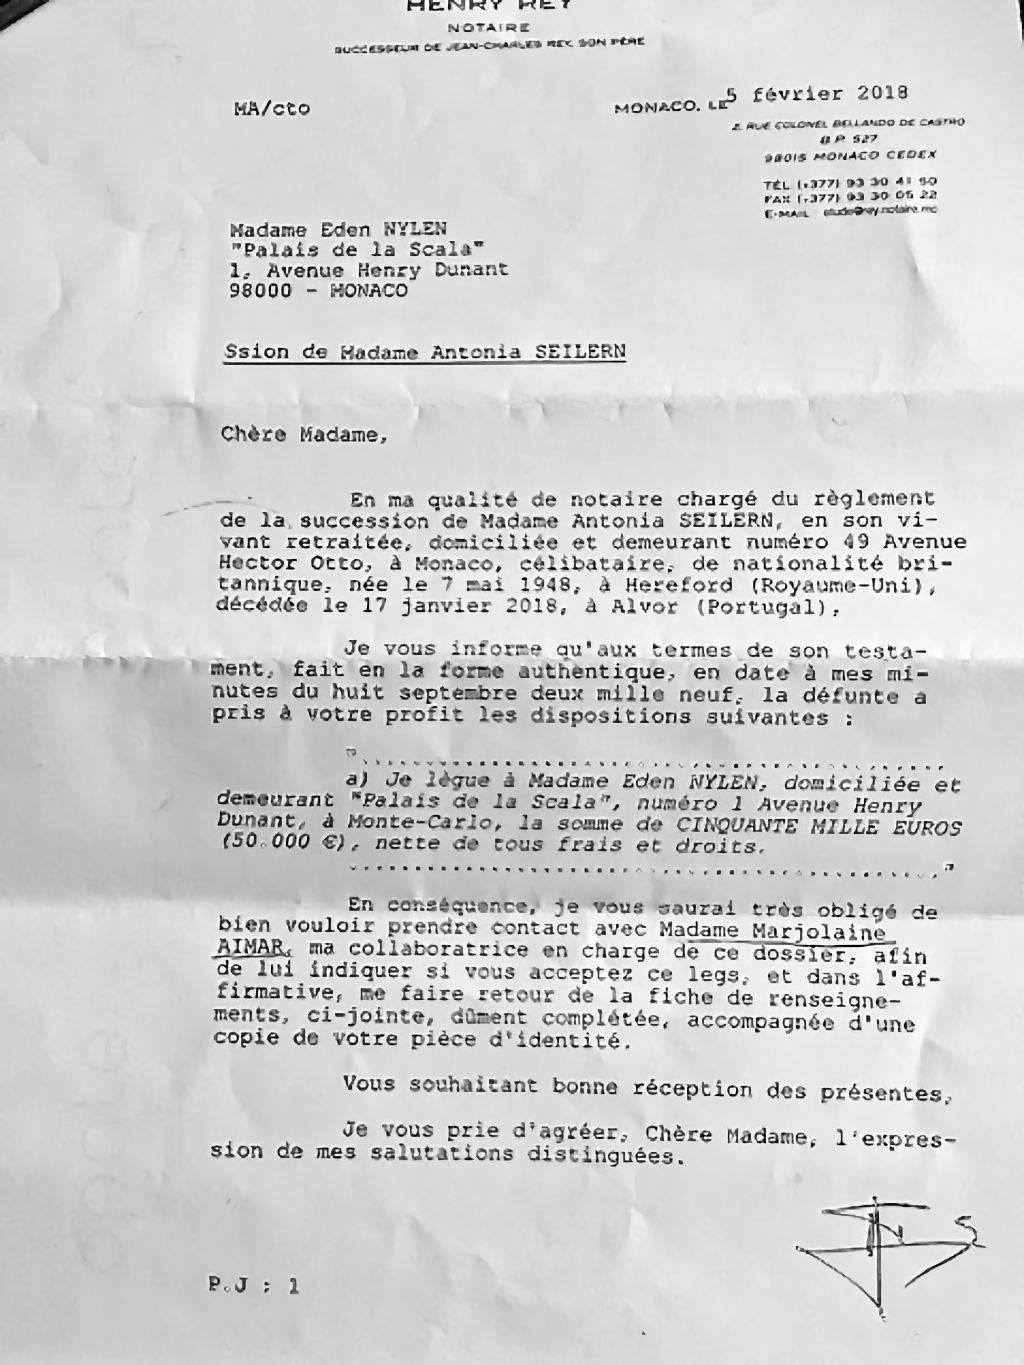 HENRY REY
NOTAIRE
SUCCESSEUR DE JEAN-CHARLES REY, SON PÈRE
MA/cto
MONACO, LE 5 février 2018
2, RUE COLONEL BELLANDO DE CASTRO
B.P. 527
98015 MONACO CEDEX
TÉL (+377) 93 30 41 50
FAX (+377) 93 30 05 22
E-MAIL : etude@rey.notaire.mc
Madame Eden NYLEN
"Palais de la Scala"
1, Avenue Henry Dunant
98000 - MONACO
Ssion de Madame Antonia SEILERN
Chère Madame,
En ma qualité de notaire chargé du règlement
de la succession de Madame Antonia SEILERN, en son vi-
vant retraitée, domiciliée et demeurant numéro 49 Avenue
Hector Otto, à Monaco, célibataire, de nationalité bri-
tannique, née le 7 mai 1948, à Hereford (Royaume-Uni),
décédée le 17 janvier 2018, à Alvor (Portugal),
Je vous informe qu'aux termes de son testa-
ment, fait en la forme authentique, en date à mes mi-
nutes du huit septembre deux mille neuf, la défunte a
pris à votre profit les dispositions suivantes :
"................................................
a) Je lègue à Madame Eden NYLEN, domiciliée et
demeurant "Palais de la Scala", numéro 1 Avenue Henry
Dunant, à Monte-Carlo, la somme de CINQUANTE MILLE EUROS
(50.000 €), nette de tous frais et droits.
................................................"
En conséquence, je vous saurai très obligé de
bien vouloir prendre contact avec Madame Marjolaine
AIMAR, ma collaboratrice en charge de ce dossier, afin
de lui indiquer si vous acceptez ce legs, et dans l'af-
firmative, me faire retour de la fiche de renseigne-
ments, ci-jointe, dûment complétée, accompagnée d'une
copie de votre pièce d'identité.
Vous souhaitant bonne réception des présentes,
Je vous prie d'agréer, Chère Madame, l'expres-
sion de mes salutations distinguées.
P.J : 1